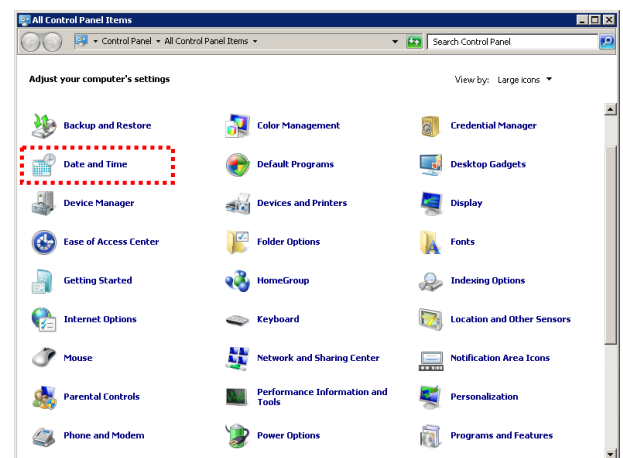 All Control Panel Items
Control Panel All Control Panel Items Search Control Panel
Adjust your computer's settings View by: Large icons
Backup and Restore Color Management Credential Manager
Date and Time Default Programs Desktop Gadgets
Device Manager Devices and Printers Display
Ease of Access Center Folder Options Fonts
Getting Started HomeGroup Indexing Options
Internet Options Keyboard Location and Other Sensors
Mouse Network and Sharing Center Notification Area Icons
Parental Controls Performance Information and Tools Personalization
Phone and Modem Power Options Programs and Features